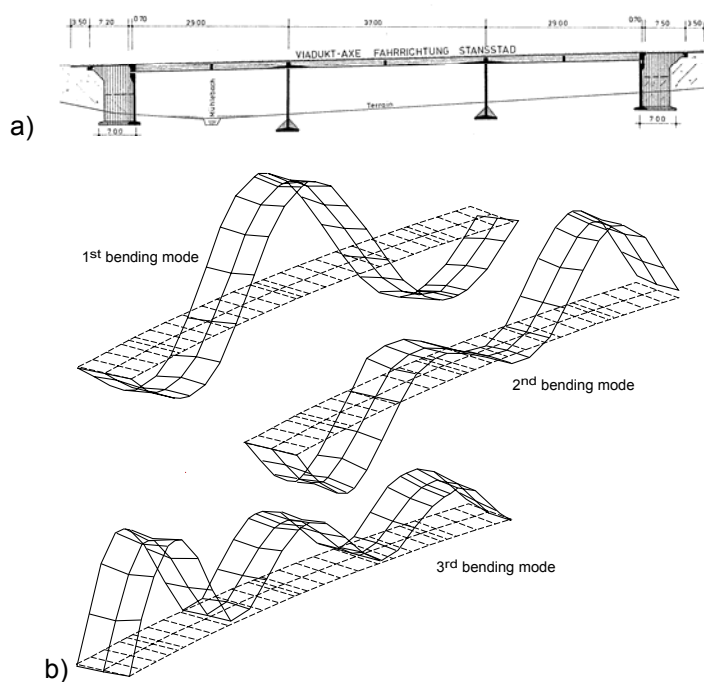 3.50 7.20 0.70 29.00 37.00 29.00 0.70 7.50 3.50
VIADUKT-AXE FAHRRICHTUNG STANSSTAD
Mühlebach
Terrain
7.00 7.00
a)
1st bending mode
2nd bending mode
3rd bending mode
b)